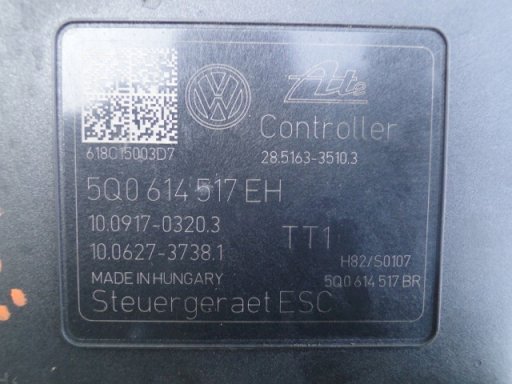 Ate
Controller
618C15003D7
28.5163-3510.3
5Q0 614 517 EH
10.0917-0320.3
TT1
10.0627-3738.1
H82/S0107
MADE IN HUNGARY
5Q0 614 517 BR
Steuergeraet ESC